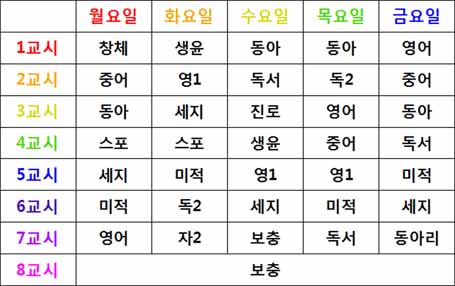 월요일 화요일 수요일 목요일 금요일
1교시 창체 생윤 동아 동아 영어
2교시 중어 영1 독서 독2 중어
3교시 동아 세지 진로 영어 동아
4교시 스포 스포 생윤 중어 독서
5교시 세지 미적 영1 영1 미적
6교시 미적 독2 세지 미적 세지
7교시 영어 자2 보충 독서 동아리
8교시 보충